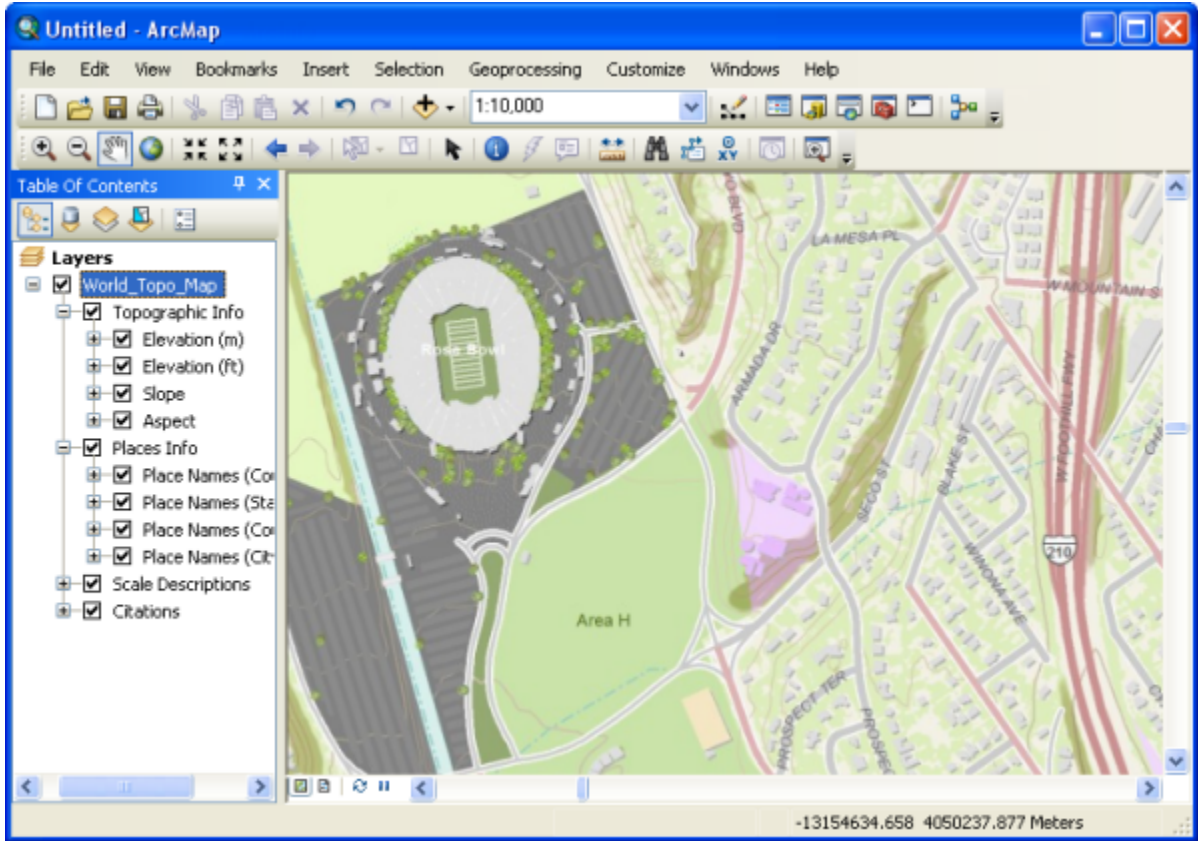 Untitled - ArcMap
File Edit View Bookmarks Insert Selection Geoprocessing Customize Windows Help
1:10,000
XY
Table Of Contents
Layers
World_Topo_Map
Topographic Info
Elevation (m)
Elevation (ft)
Slope
Aspect
Places Info
Place Names (Co
Place Names (Sta
Place Names (Co
Place Names (Cit
Scale Descriptions
Citations
LA MESA PL
W MOUNTAIN S
Rose Bowl
ARMADA DR
W FOOTHILL FWY
BLAKE ST
SECO ST
210
WINONA AVE
Area H
PROSPECT TER
PROSPEC
-13154634.658 4050237.877 Meters